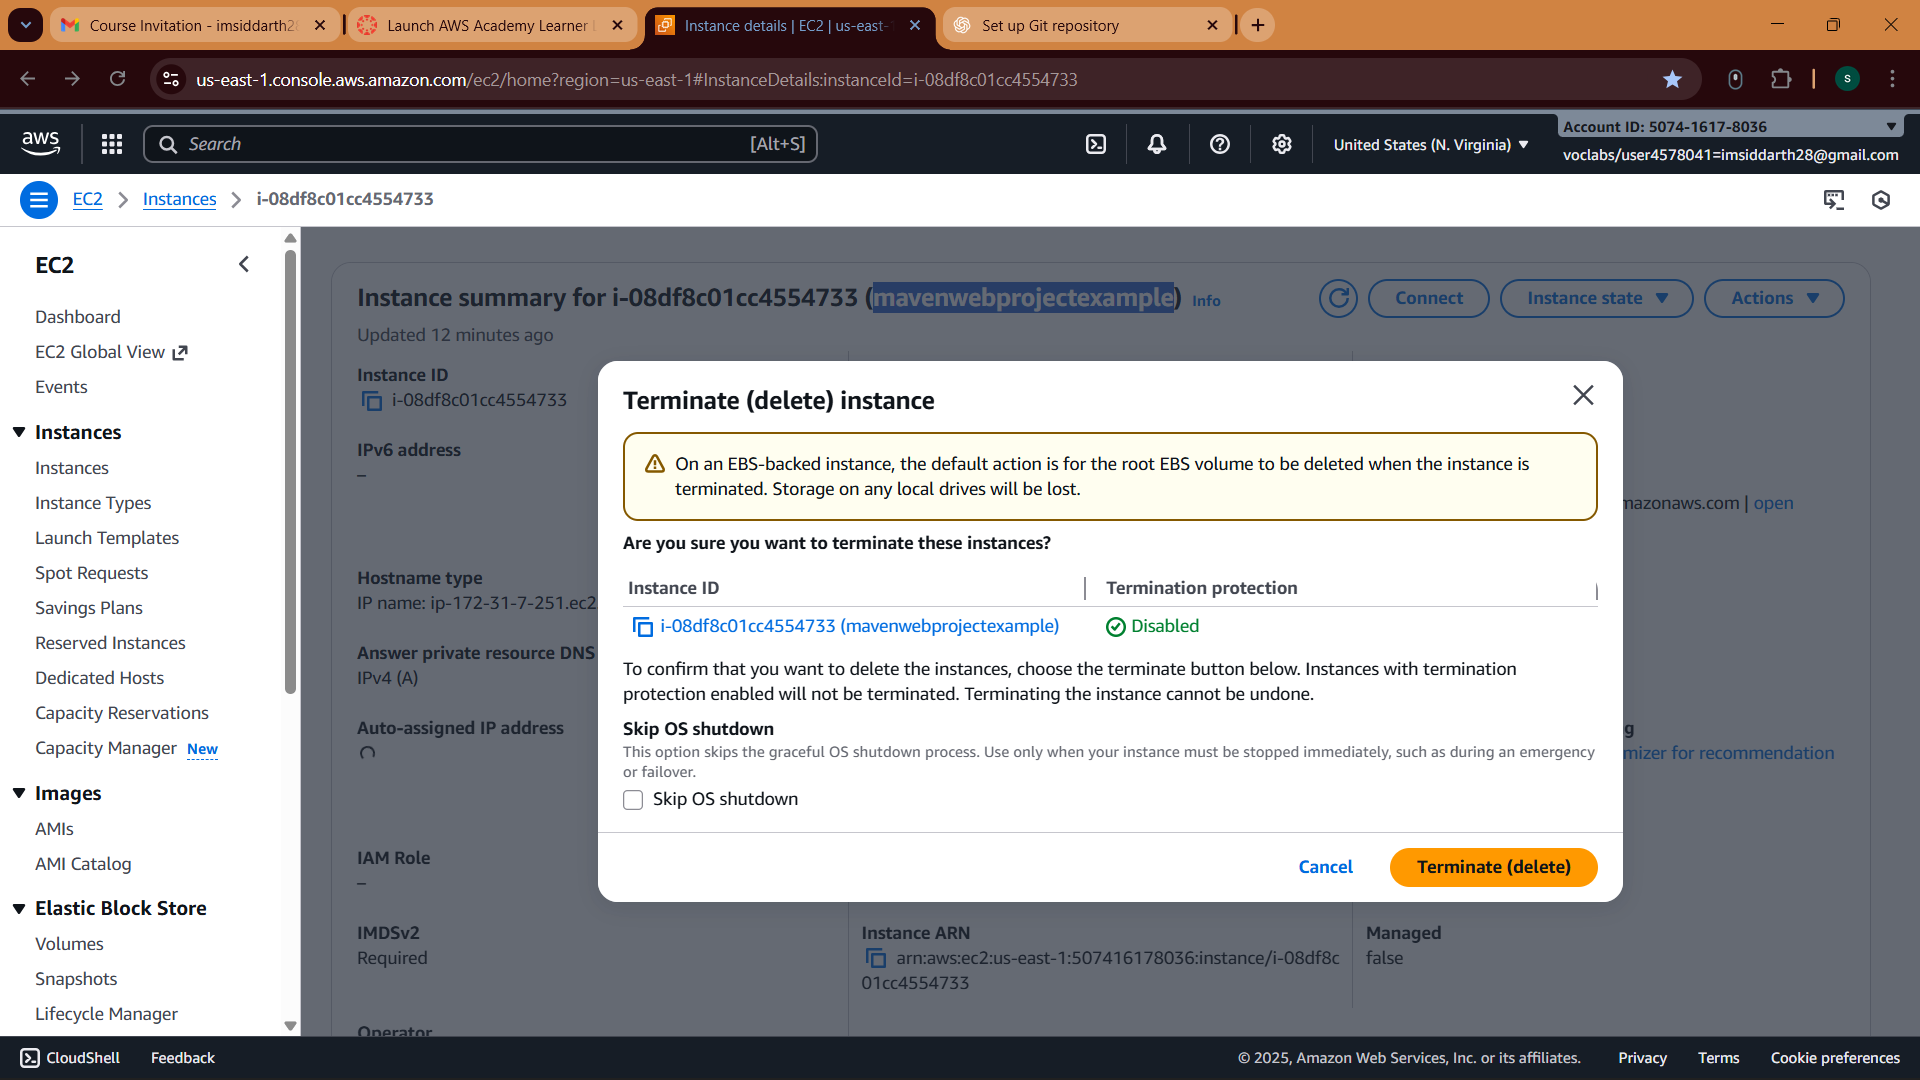 Course Invitation - imsiddarth28
Launch AWS Academy Learner L
Instance details | EC2 | us-east-1
Set up Git repository
us-east-1.console.aws.amazon.com/ec2/home?region=us-east-1#InstanceDetails:instanceId=i-08df8c01cc4554733
S
aws
Search
[Alt+S]
United States (N. Virginia)
Account ID: 5074-1617-8036
voclabs/user4578041=imsiddarth28@gmail.com
EC2
Instances
i-08df8c01cc4554733
EC2
Dashboard
EC2 Global View
Events
Instances
Instances
Instance Types
Launch Templates
Spot Requests
Savings Plans
Reserved Instances
Dedicated Hosts
Capacity Reservations
Capacity Manager New
Images
AMIs
AMI Catalog
Elastic Block Store
Volumes
Snapshots
Lifecycle Manager
Instance summary for i-08df8c01cc4554733 (mavenwebprojectexample) Info
Connect
Instance state
Actions
Updated 12 minutes ago
Instance ID
i-08df8c01cc4554733
IPv6 address
–
mazonaws.com | open
Hostname type
IP name: ip-172-31-7-251.ec2
Answer private resource DNS
IPv4 (A)
Auto-assigned IP address
g
mizer for recommendation
IAM Role
–
IMDSv2
Required
Instance ARN
arn:aws:ec2:us-east-1:507416178036:instance/i-08df8c
01cc4554733
Managed
false
Operator
Terminate (delete) instance
On an EBS-backed instance, the default action is for the root EBS volume to be deleted when the instance is
terminated. Storage on any local drives will be lost.
Are you sure you want to terminate these instances?
Instance ID
Termination protection
i-08df8c01cc4554733 (mavenwebprojectexample)
Disabled
To confirm that you want to delete the instances, choose the terminate button below. Instances with termination
protection enabled will not be terminated. Terminating the instance cannot be undone.
Skip OS shutdown
This option skips the graceful OS shutdown process. Use only when your instance must be stopped immediately, such as during an emergency
or failover.
Skip OS shutdown
Cancel
Terminate (delete)
CloudShell
Feedback
© 2025, Amazon Web Services, Inc. or its affiliates.
Privacy
Terms
Cookie preferences